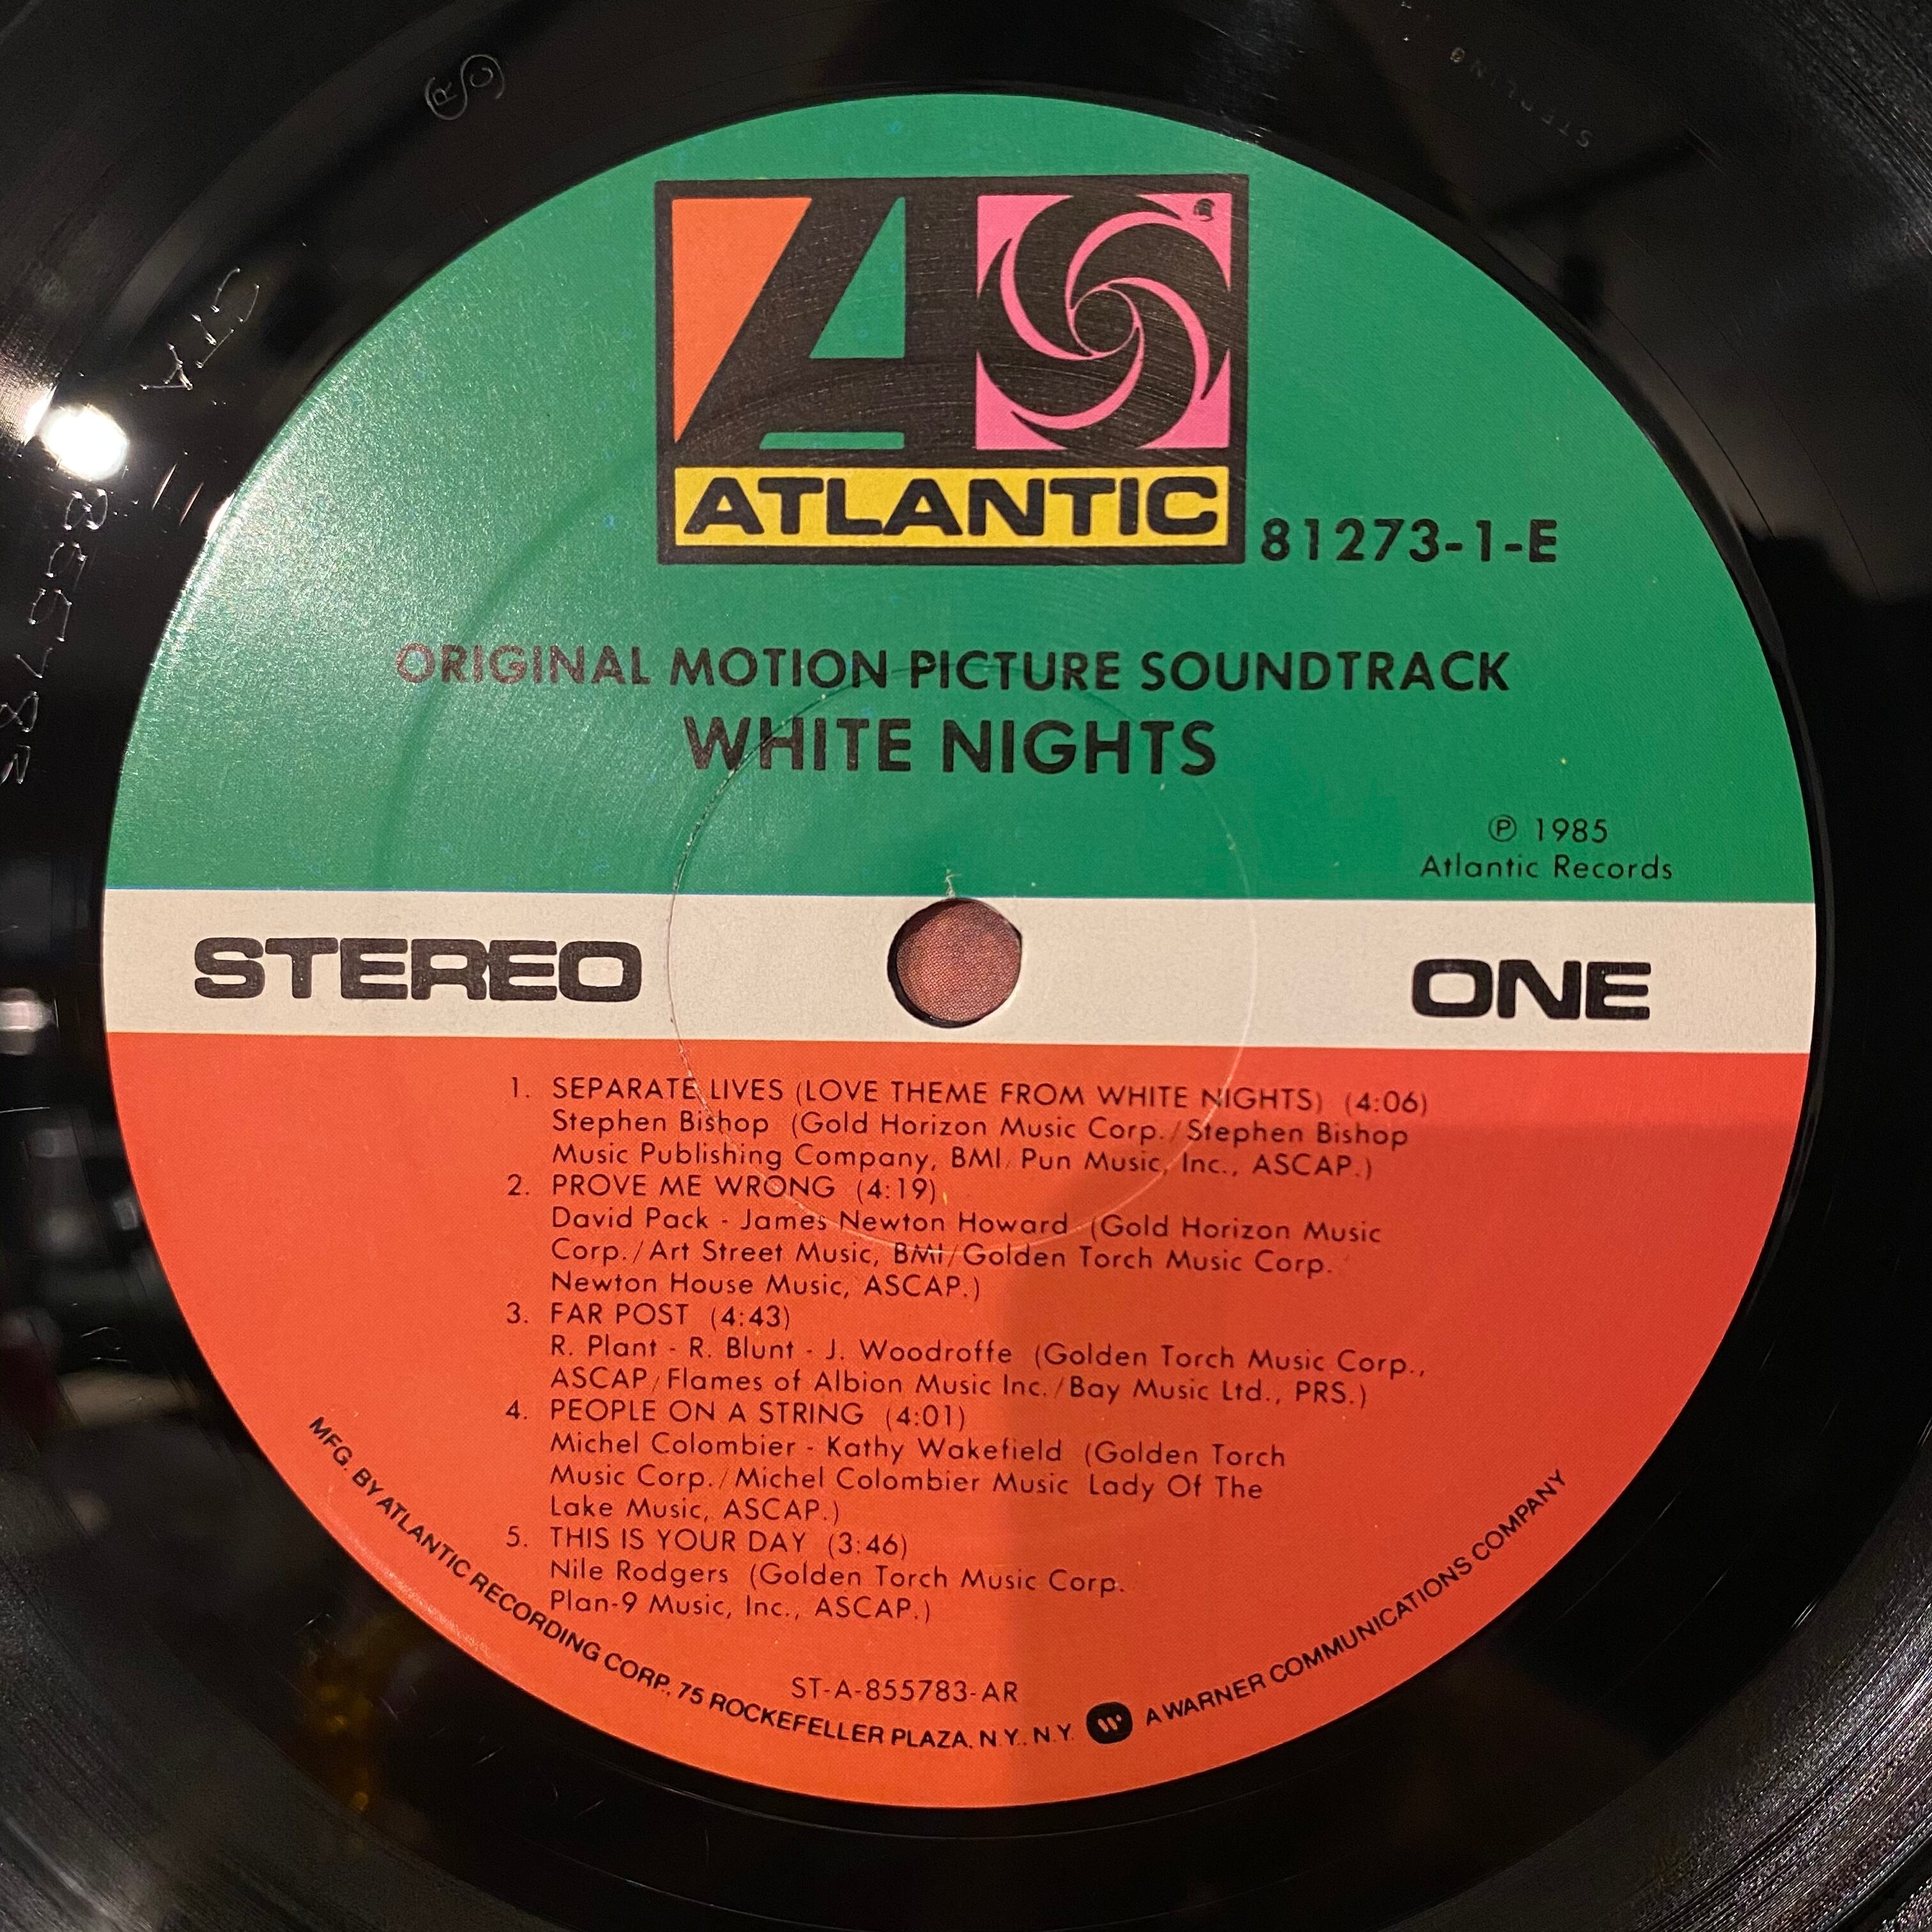 STERLING
ATLANTIC
81273-1-E
ORIGINAL MOTION PICTURE SOUNDTRACK
WHITE NIGHTS
℗ 1985
Atlantic Records
STEREO
ONE
1. SEPARATE LIVES (LOVE THEME FROM WHITE NIGHTS) (4:06)
Stephen Bishop (Gold Horizon Music Corp./Stephen Bishop
Music Publishing Company, BMI/Pun Music, Inc., ASCAP.)
2. PROVE ME WRONG (4:19)
David Pack - James Newton Howard (Gold Horizon Music
Corp./Art Street Music, BMI/Golden Torch Music Corp.
Newton House Music, ASCAP.)
3. FAR POST (4:43)
R. Plant - R. Blunt - J. Woodroffe (Golden Torch Music Corp.,
ASCAP/Flames of Albion Music Inc./Bay Music Ltd., PRS.)
4. PEOPLE ON A STRING (4:01)
Michel Colombier - Kathy Wakefield (Golden Torch
Music Corp./Michel Colombier Music Lady Of The
Lake Music, ASCAP.)
5. THIS IS YOUR DAY (3:46)
Nile Rodgers (Golden Torch Music Corp.
Plan-9 Music, Inc., ASCAP.)
ST-A-855783-AR
MFG. BY ATLANTIC RECORDING CORP., 75 ROCKEFELLER PLAZA, N.Y., N.Y. A WARNER COMMUNICATIONS COMPANY